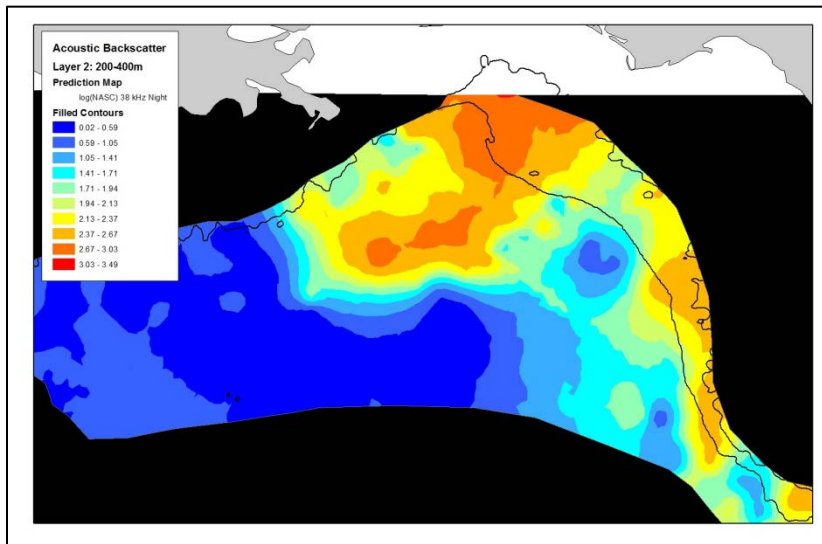 Acoustic Backscatter
Layer 2: 200-400m
Prediction Map
log(NASC) 38 kHz Night
Filled Contours
0.02 - 0.59
0.59 - 1.05
1.05 - 1.41
1.41 - 1.71
1.71 - 1.94
1.94 - 2.13
2.13 - 2.37
2.37 - 2.67
2.67 - 3.03
3.03 - 3.49